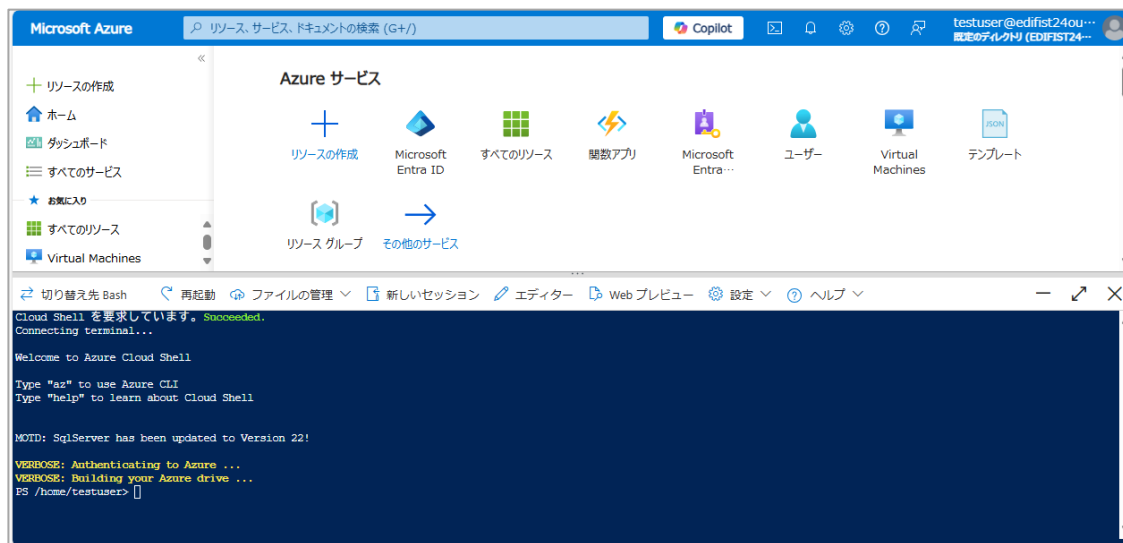 Microsoft Azure
リソース、サービス、ドキュメントの検索 (G+/)
Copilot
testuser@edifist24ou…
既定のディレクトリ (EDIFIST24…
«
リソースの作成
ホーム
ダッシュボード
すべてのサービス
お気に入り
すべてのリソース
Virtual Machines
Azure サービス
リソースの作成
Microsoft Entra ID
すべてのリソース
関数アプリ
Microsoft Entra…
ユーザー
Virtual Machines
JSON
テンプレート
リソース グループ
その他のサービス
切り替え先 Bash 再起動 ファイルの管理 新しいセッション エディター Web プレビュー 設定 ヘルプ
Cloud Shell を要求しています。Succeeded.
Connecting terminal...
Welcome to Azure Cloud Shell
Type "az" to use Azure CLI
Type "help" to learn about Cloud Shell
MOTD: SqlServer has been updated to Version 22!
VERBOSE: Authenticating to Azure ...
VERBOSE: Building your Azure drive ...
PS /home/testuser>